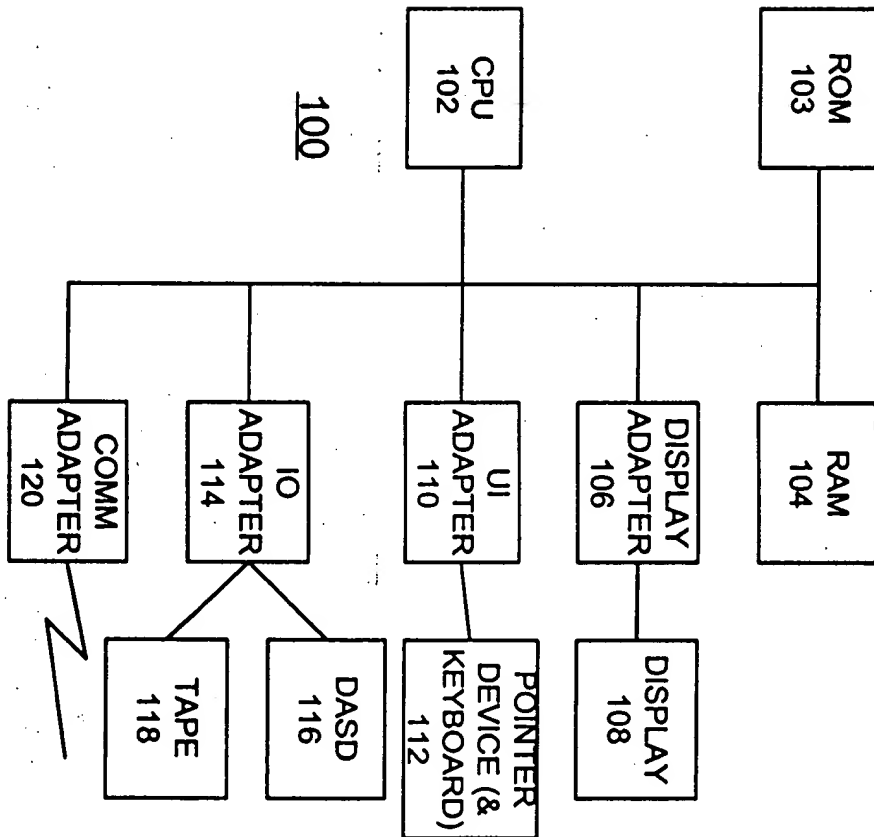 ROM
103
CPU
102
100
RAM
104
DISPLAY
ADAPTER
106
DISPLAY
108
UI
ADAPTER
110
POINTER
DEVICE (&
KEYBOARD)
112
IO
ADAPTER
114
DASD
116
TAPE
118
COMM
ADAPTER
120